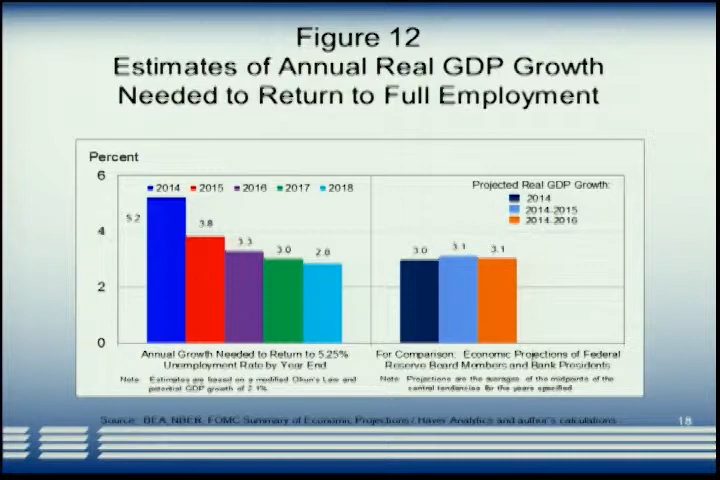 Figure 12
Estimates of Annual Real GDP Growth
Needed to Return to Full Employment
Percent
6
4
2
0
2014 2015 2016 2017 2018
5.2
3.8
3.3
3.0
2.8
Annual Growth Needed to Return to 5.25%
Unemployment Rate by Year End
Note: Estimates are based on a modified Okun's Law and
potential GDP growth of 2.1%.
Projected Real GDP Growth:
2014
2014-2015
2014-2016
3.0
3.1
3.1
For Comparison: Economic Projections of Federal
Reserve Board Members and Bank Presidents
Note: Projections are the averages of the midpoints of the
central tendencies for the years specified.
Source: BEA, NBER, FOMC Summary of Economic Projections / Haver Analytics and author's calculations
18